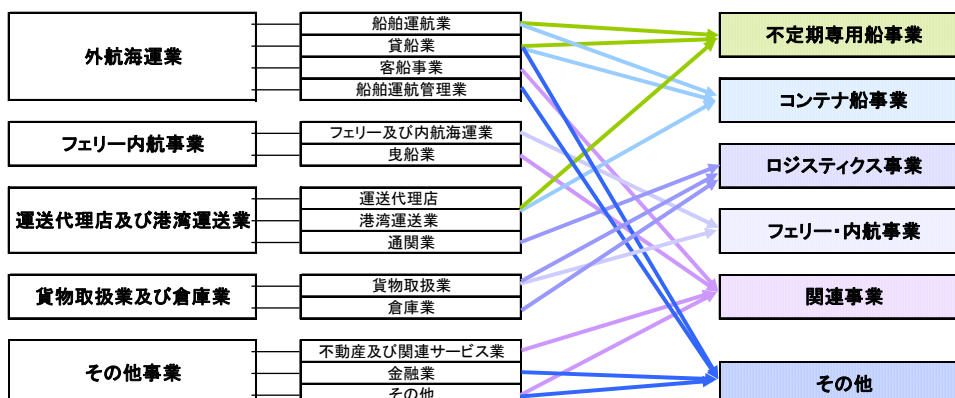 外航海運業
船舶運航業
貸船業
客船事業
船舶運航管理業
フェリー内航事業
フェリー及び内航海運業
曳船業
運送代理店及び港湾運送業
運送代理店
港湾運送業
通関業
貨物取扱業及び倉庫業
貨物取扱業
倉庫業
その他事業
不動産及び関連サービス業
金融業
その他
不定期専用船事業
コンテナ船事業
ロジスティクス事業
フェリー・内航事業
関連事業
その他